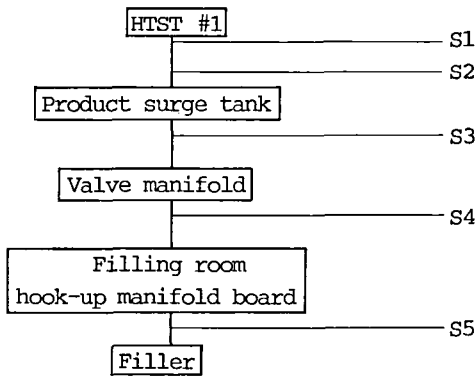 HTST #1
S1
S2
Product surge tank
S3
Valve manifold
S4
Filling room
hook-up manifold board
S5
Filler